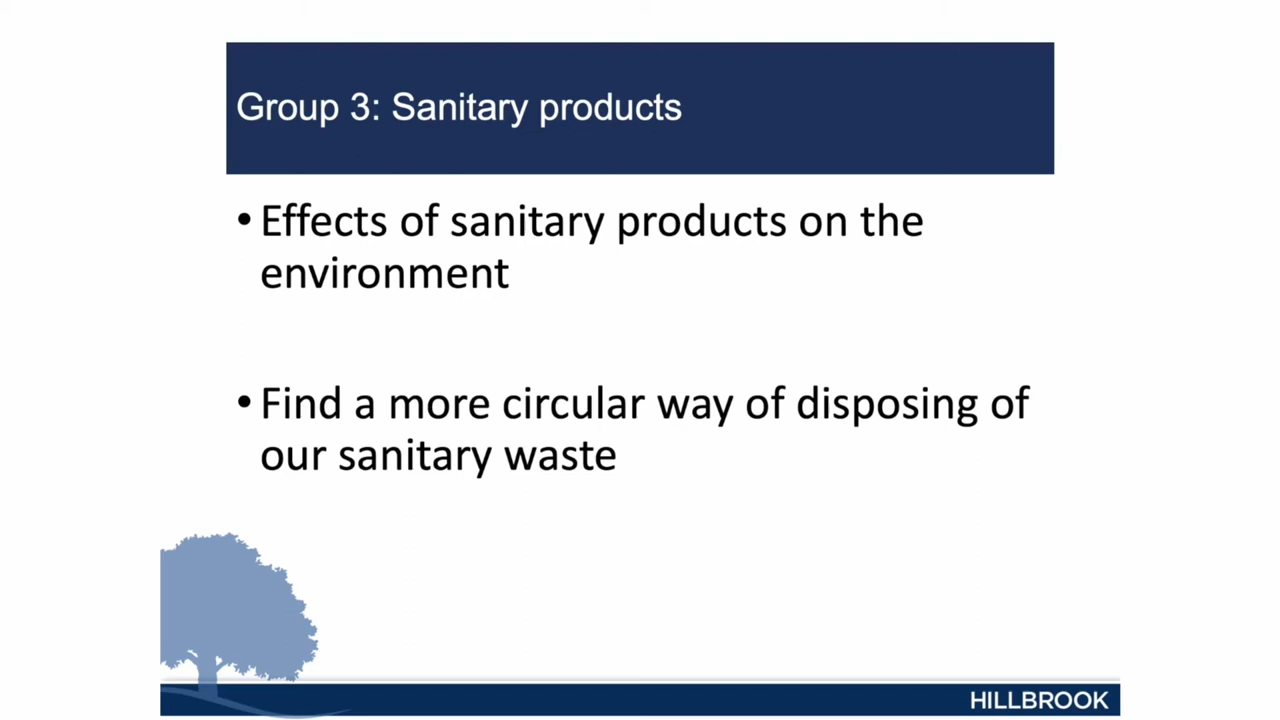 Group 3: Sanitary products
• Effects of sanitary products on the
environment
• Find a more circular way of disposing of
our sanitary waste
HILLBROOK